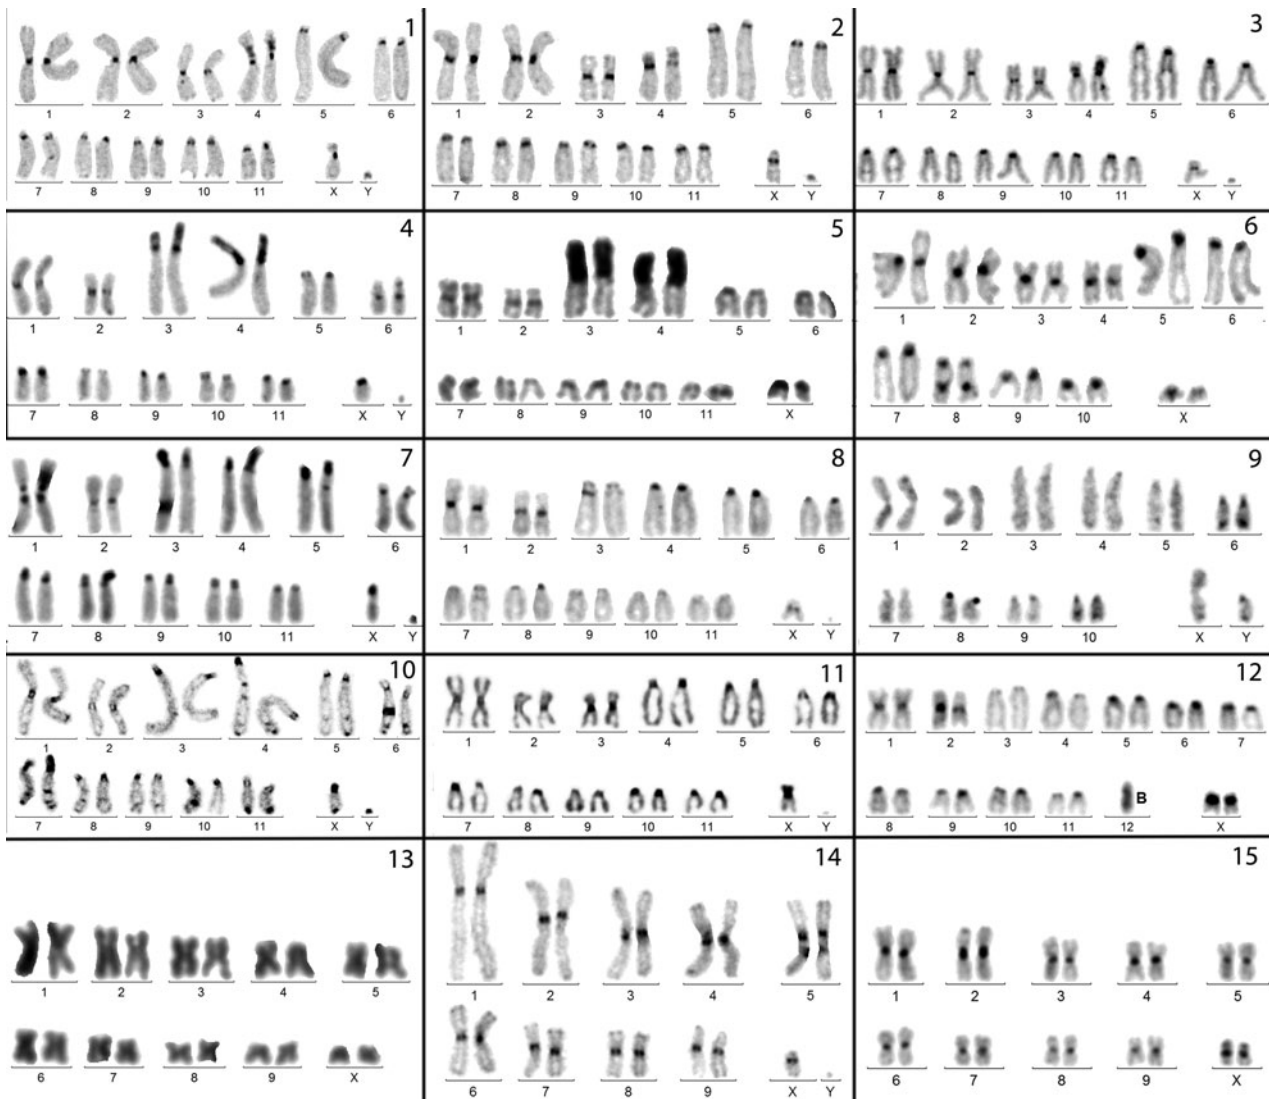 1
1 2 3 4 5 6
7 8 9 10 11 X Y
2
1 2 3 4 5 6
7 8 9 10 11 X Y
3
1 2 3 4 5 6
7 8 9 10 11 X Y
4
1 2 3 4 5 6
7 8 9 10 11 X Y
5
1 2 3 4 5 6
7 8 9 10 11 X
6
1 2 3 4 5 6
7 8 9 10 X
7
1 2 3 4 5 6
7 8 9 10 11 X Y
8
1 2 3 4 5 6
7 8 9 10 11 X Y
9
1 2 3 4 5 6
7 8 9 10 X Y
10
1 2 3 4 5 6
7 8 9 10 11 X Y
11
1 2 3 4 5 6
7 8 9 10 11 X Y
12
1 2 3 4 5 6 7
B
8 9 10 11 12 X
13
1 2 3 4 5
6 7 8 9 X
14
1 2 3 4 5
6 7 8 9 X Y
15
1 2 3 4 5
6 7 8 9 X